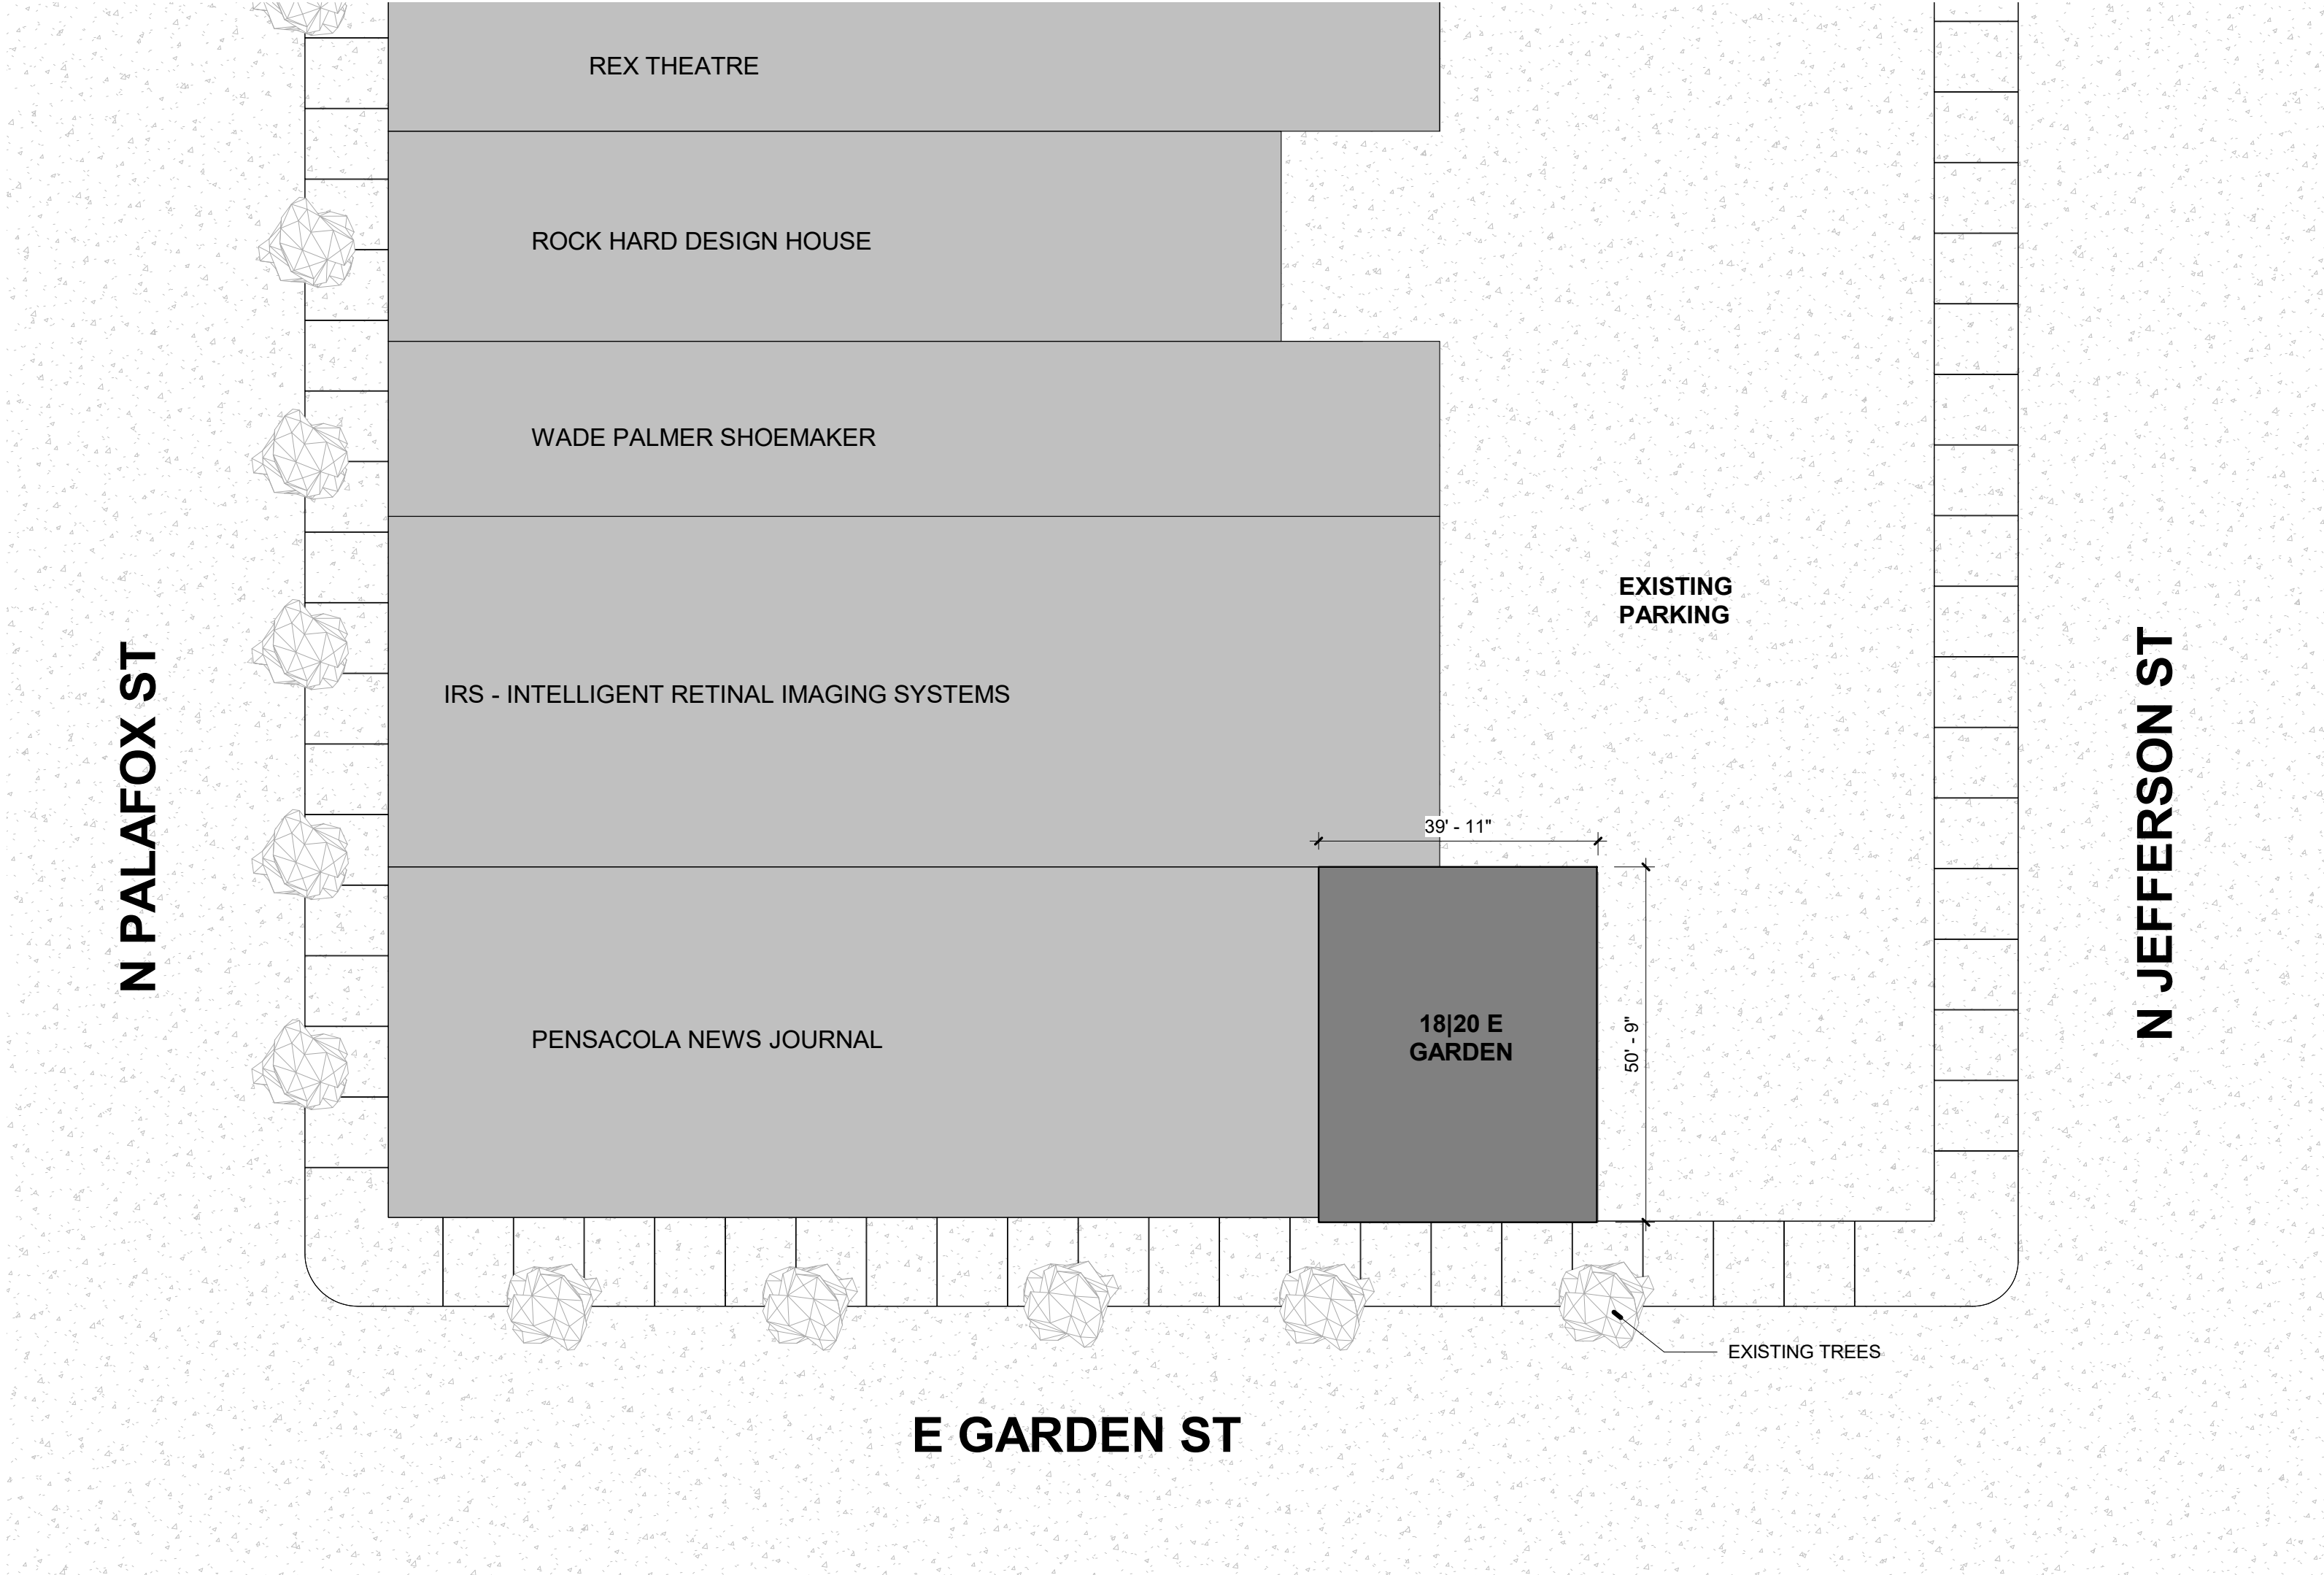 REX THEATRE
ROCK HARD DESIGN HOUSE
WADE PALMER SHOEMAKER
EXISTING
PARKING
IRS - INTELLIGENT RETINAL IMAGING SYSTEMS
N PALAFOX ST
N JEFFERSON ST
39' - 11"
18|20 E
GARDEN
50' - 9"
PENSACOLA NEWS JOURNAL
EXISTING TREES
E GARDEN ST